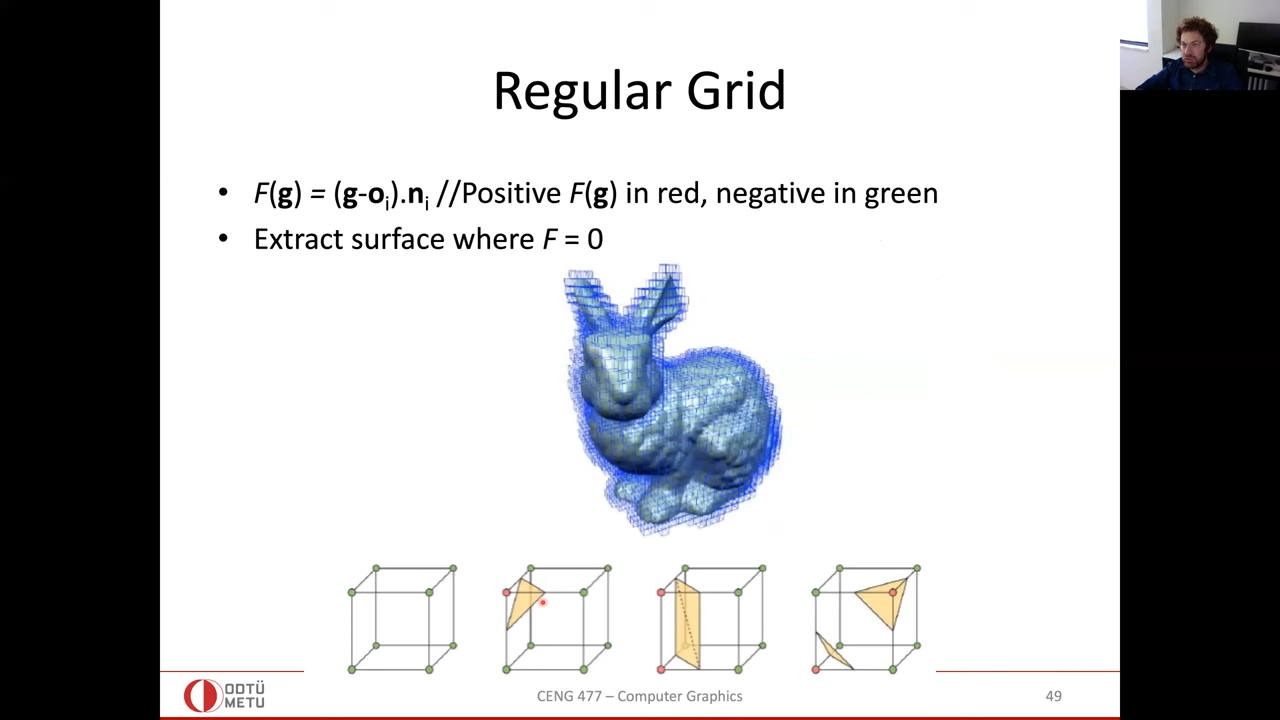 Regular Grid
• F(g) = (g-oi).ni //Positive F(g) in red, negative in green
• Extract surface where F = 0
ODTÜ
METU
CENG 477 – Computer Graphics
49